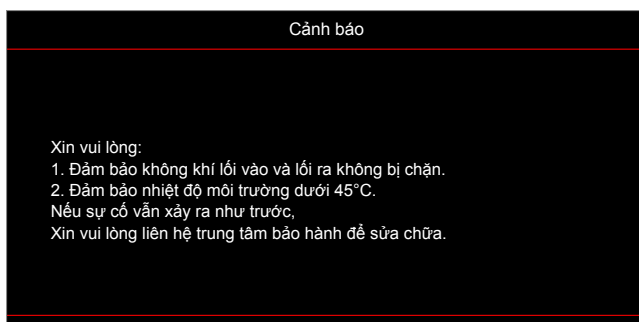 Cảnh báo
Xin vui lòng:
1. Đảm bảo không khí lối vào và lối ra không bị chặn.
2. Đảm bảo nhiệt độ môi trường dưới 45°C.
Nếu sự cố vẫn xảy ra như trước,
Xin vui lòng liên hệ trung tâm bảo hành để sửa chữa.